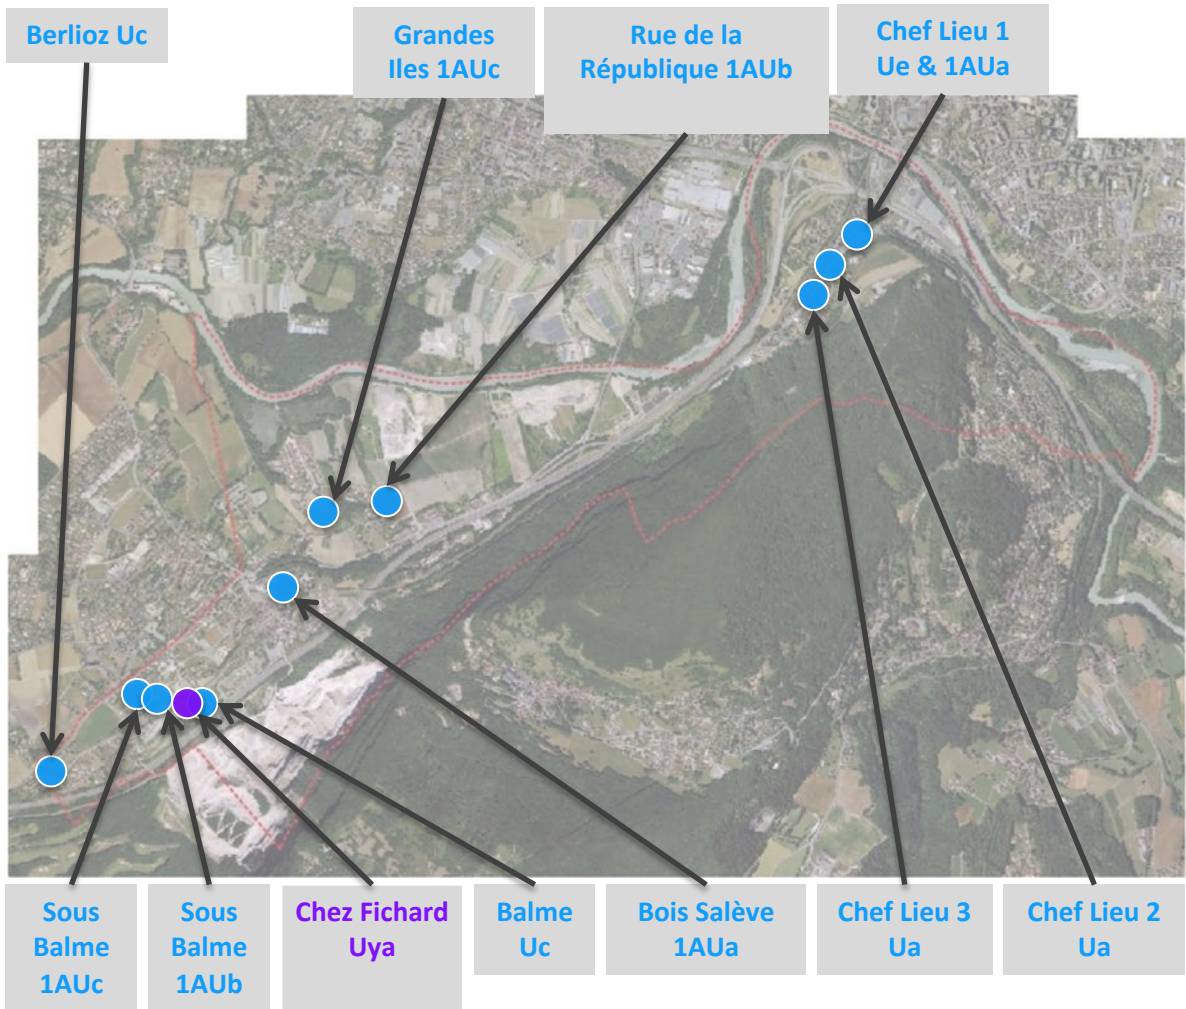 Berlioz Uc
Grandes
Iles 1AUc
Rue de la
République 1AUb
Chef Lieu 1
Ue & 1AUa
Sous
Balme
1AUc
Sous
Balme
1AUb
Chez Fichard
Uya
Balme
Uc
Bois Salève
1AUa
Chef Lieu 3
Ua
Chef Lieu 2
Ua